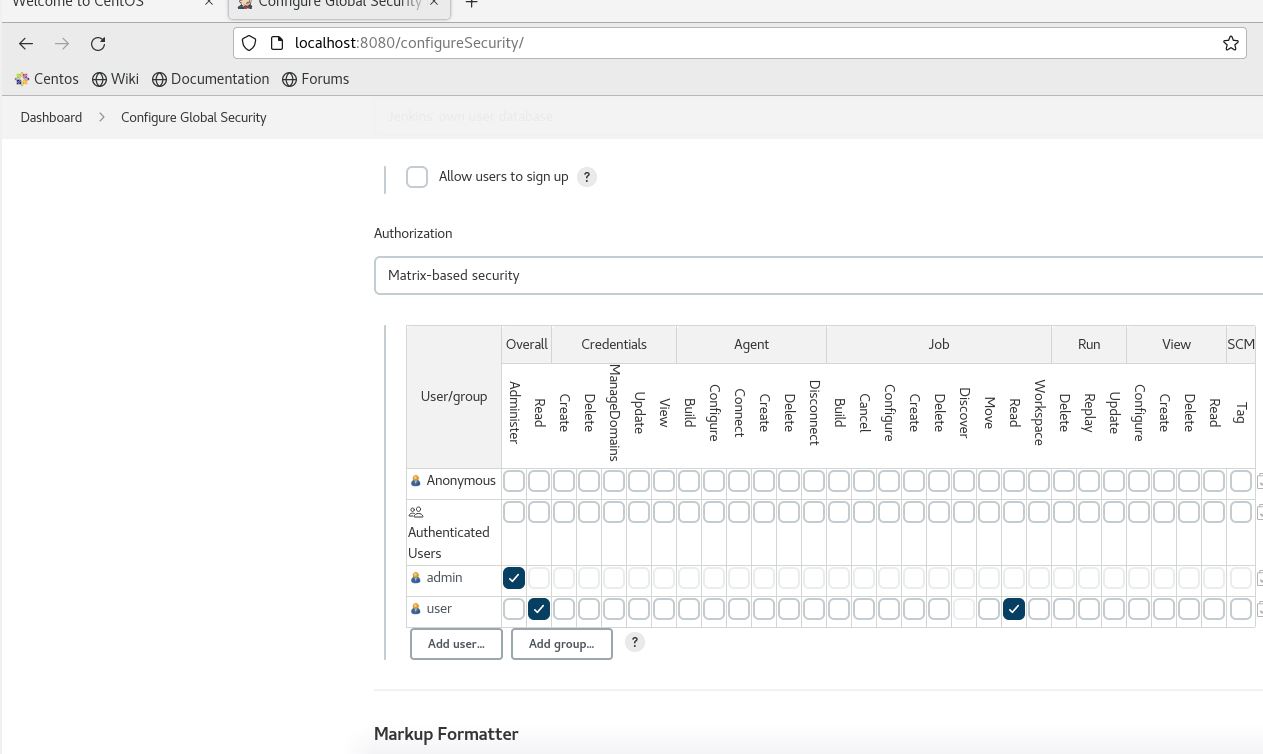 Welcome to CentOS
Configure Global Security
localhost:8080/configureSecurity/
Centos Wiki Documentation Forums
Dashboard > Configure Global Security
Jenkins' own user database
Allow users to sign up ?
Authorization
Matrix-based security
User/group Overall Credentials Agent Job Run View SCM
Administer Read Create Delete ManageDomains Update View Build Configure Connect Create Delete Disconnect Build Cancel Configure Create Delete Discover Move Read Workspace Delete Replay Update Configure Create Delete Read Tag
Anonymous
Authenticated
Users
admin
user
Add user... Add group... ?
Markup Formatter